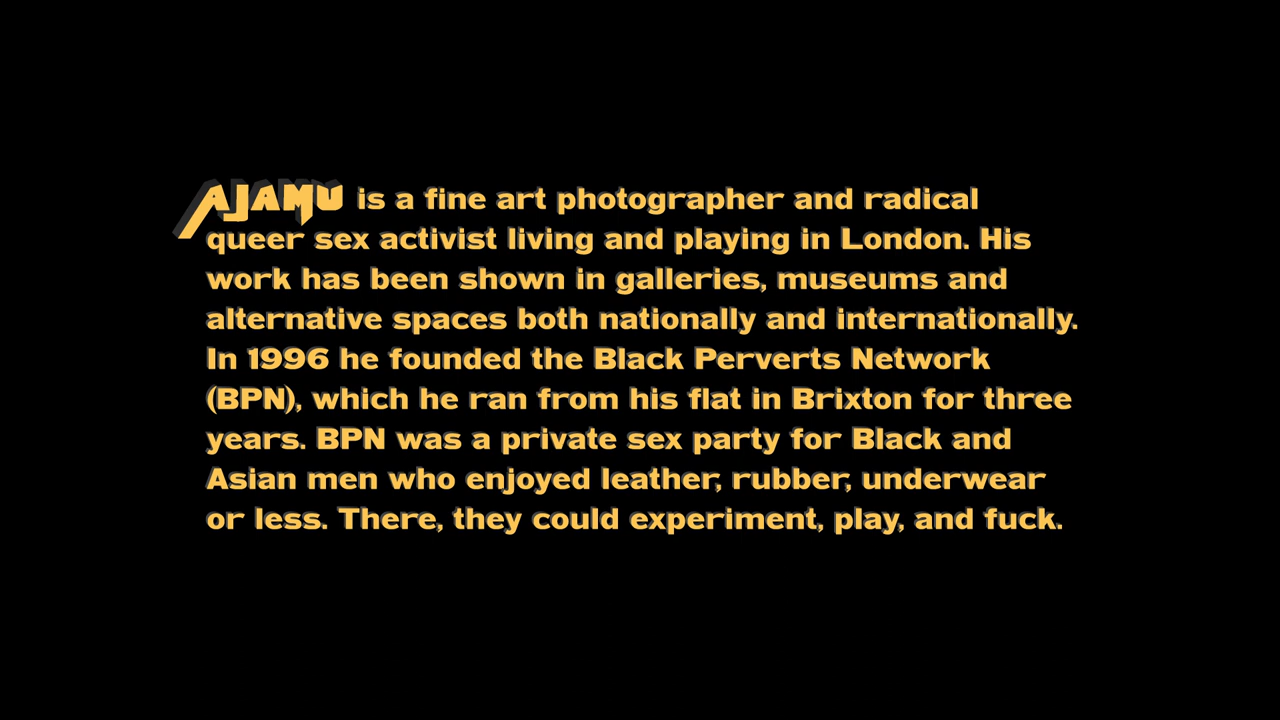 AJAMU is a fine art photographer and radical
queer sex activist living and playing in London. His
work has been shown in galleries, museums and
alternative spaces both nationally and internationally.
In 1996 he founded the Black Perverts Network
(BPN), which he ran from his flat in Brixton for three
years. BPN was a private sex party for Black and
Asian men who enjoyed leather, rubber, underwear
or less. There, they could experiment, play, and fuck.